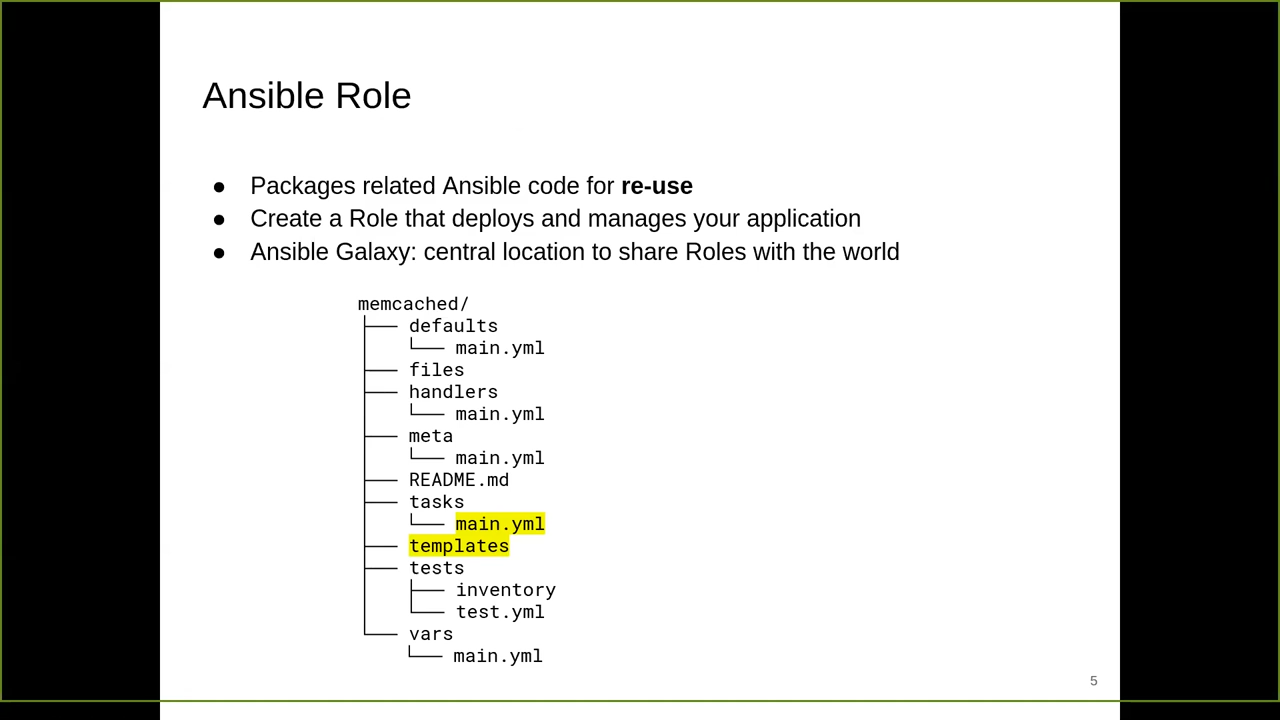 Ansible Role
● Packages related Ansible code for re-use
● Create a Role that deploys and manages your application
● Ansible Galaxy: central location to share Roles with the world
memcached/
├── defaults
│   └── main.yml
├── files
├── handlers
│   └── main.yml
├── meta
│   └── main.yml
├── README.md
├── tasks
│   └── main.yml
├── templates
├── tests
│   ├── inventory
│   └── test.yml
└── vars
    └── main.yml
5